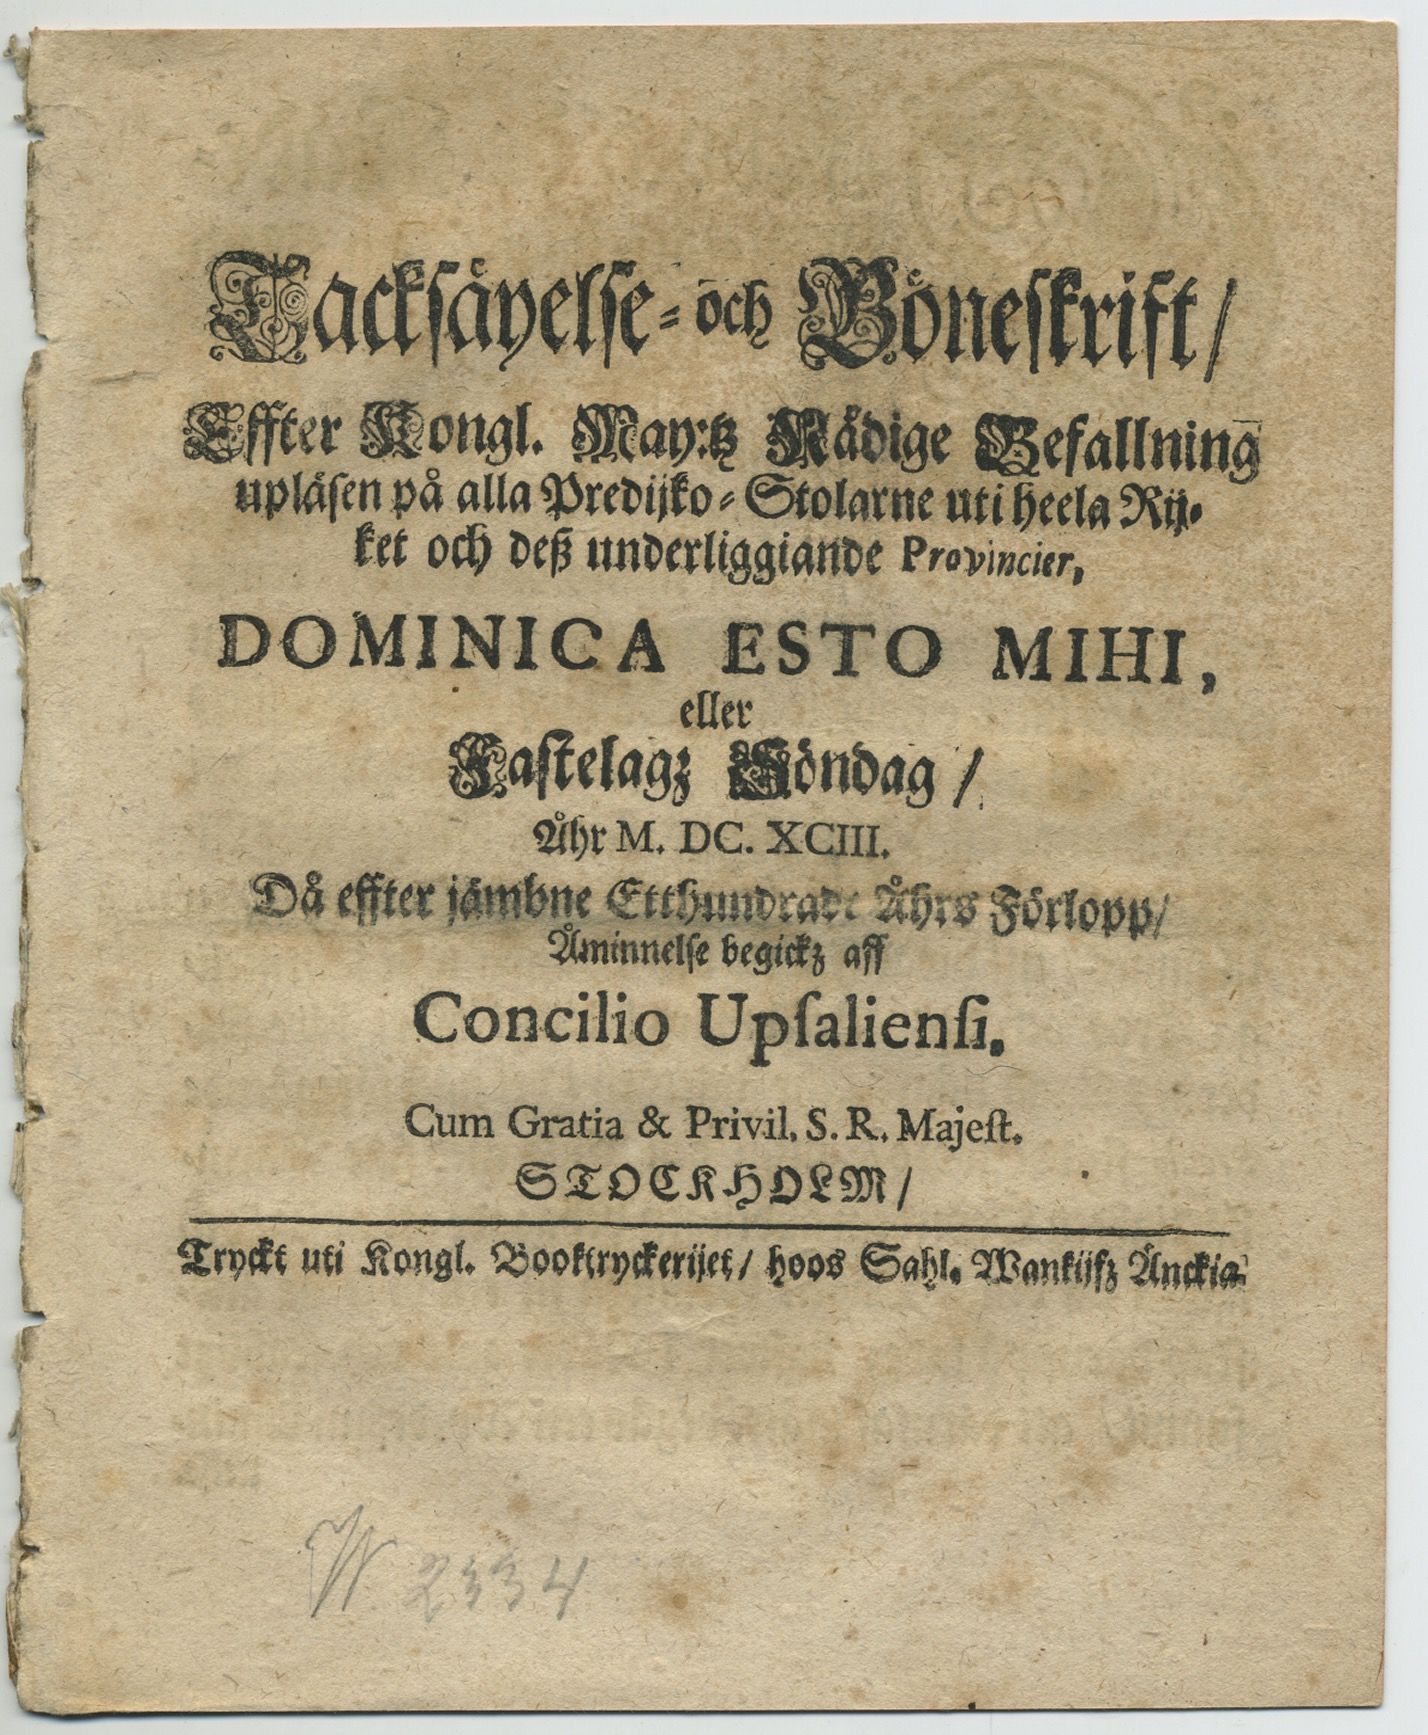 Tacksäyelse- och Böneskrift/
Effter Kongl. May:tz Nådige Befallning
upläsen på alla Predijko-Stolarne uti heela Rij-
ket och deß underliggiande Provincier,
DOMINICA ESTO MIHI,
eller
Fastelagz Söndag/
Åhr M. DC. XCIII.
Då effter jämbne Etthundrade Åhrs Förlopp/
Åminnelse begickz aff
Concilio Upſalienſi.
Cum Gratia & Privil. S. R. Majeſt.
STOCKHOLM/
Tryckt uti Kongl. Booktryckerijet/ hoos Sahl. Wankijfz Änckia.
W 2334